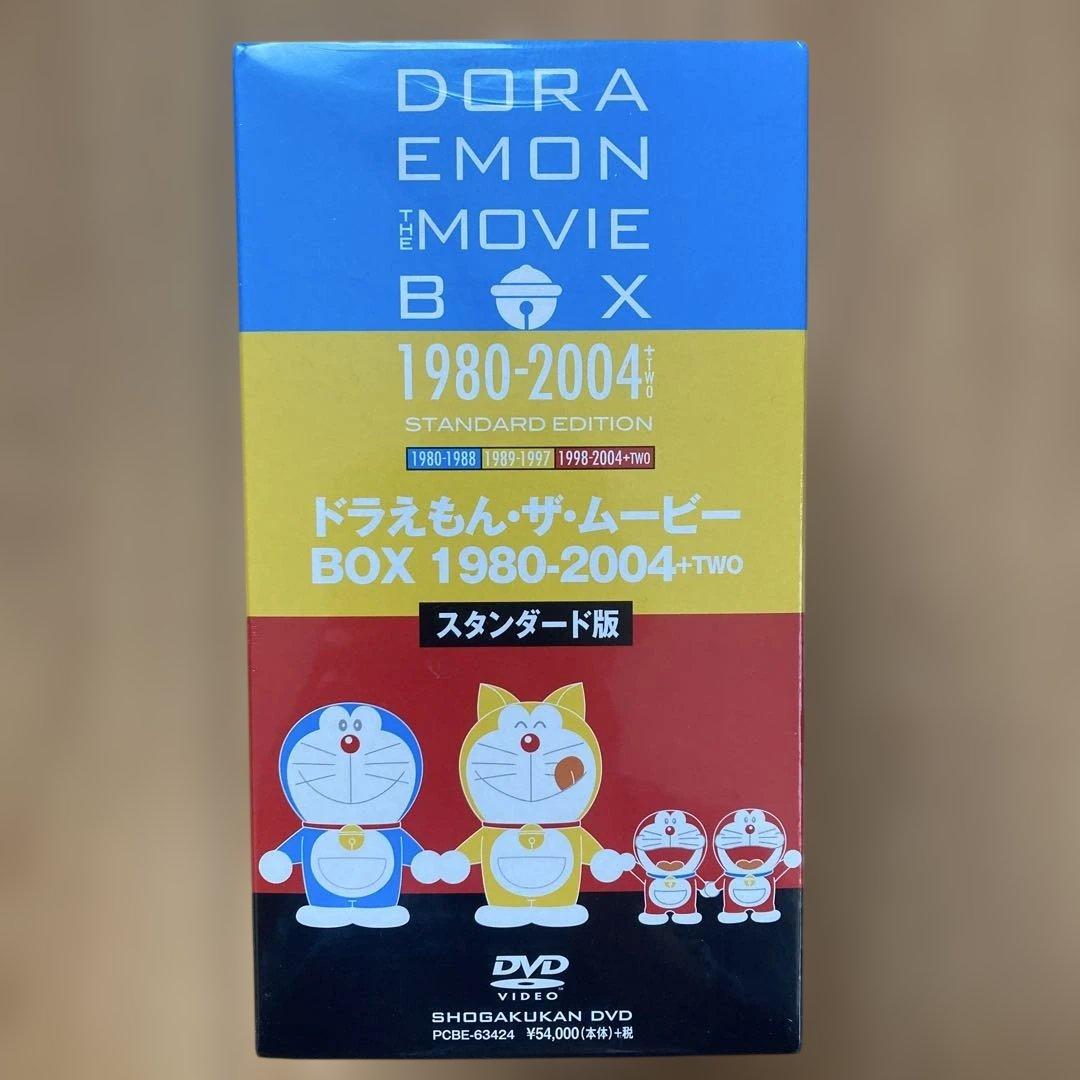 DORA
EMON
THE MOVIE
BOX
1980-2004+TWO
STANDARD EDITION
1980-1988 1989-1997 1998-2004+TWO
ドラえもん・ザ・ムービー
BOX 1980-2004+TWO
スタンダード版
DVD
VIDEO
SHOGAKUKAN DVD
PCBE-63424 ¥54,000(本体)+税